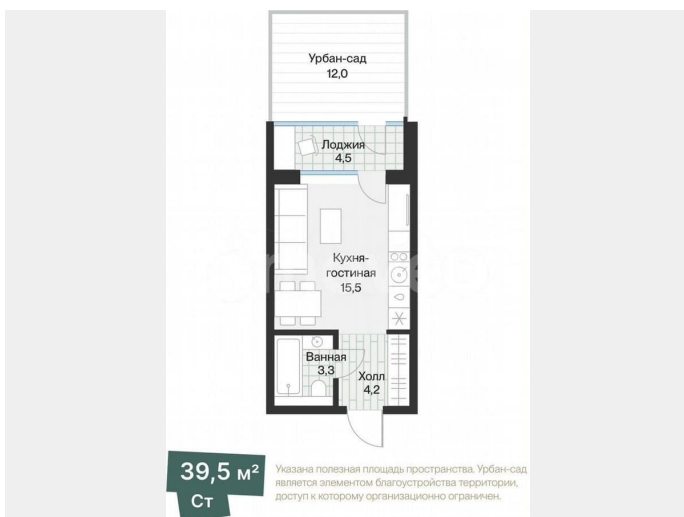 Урбан-сад
12,0
Лоджия
4,5
Кухня-
гостиная
15,5
Ванная
3,3
Холл
4,2
39,5 м²
Ст
Указана полезная площадь пространства. Урбан-сад
является элементом благоустройства территории,
доступ к которому организационно ограничен.